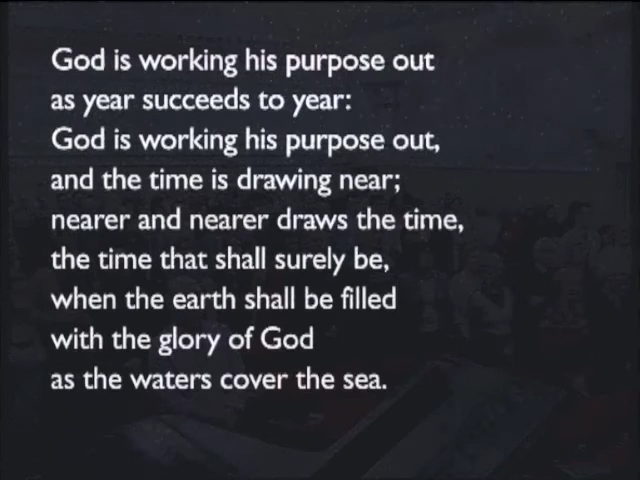 God is working his purpose out
as year succeeds to year:
God is working his purpose out,
and the time is drawing near;
nearer and nearer draws the time,
the time that shall surely be,
when the earth shall be filled
with the glory of God
as the waters cover the sea.